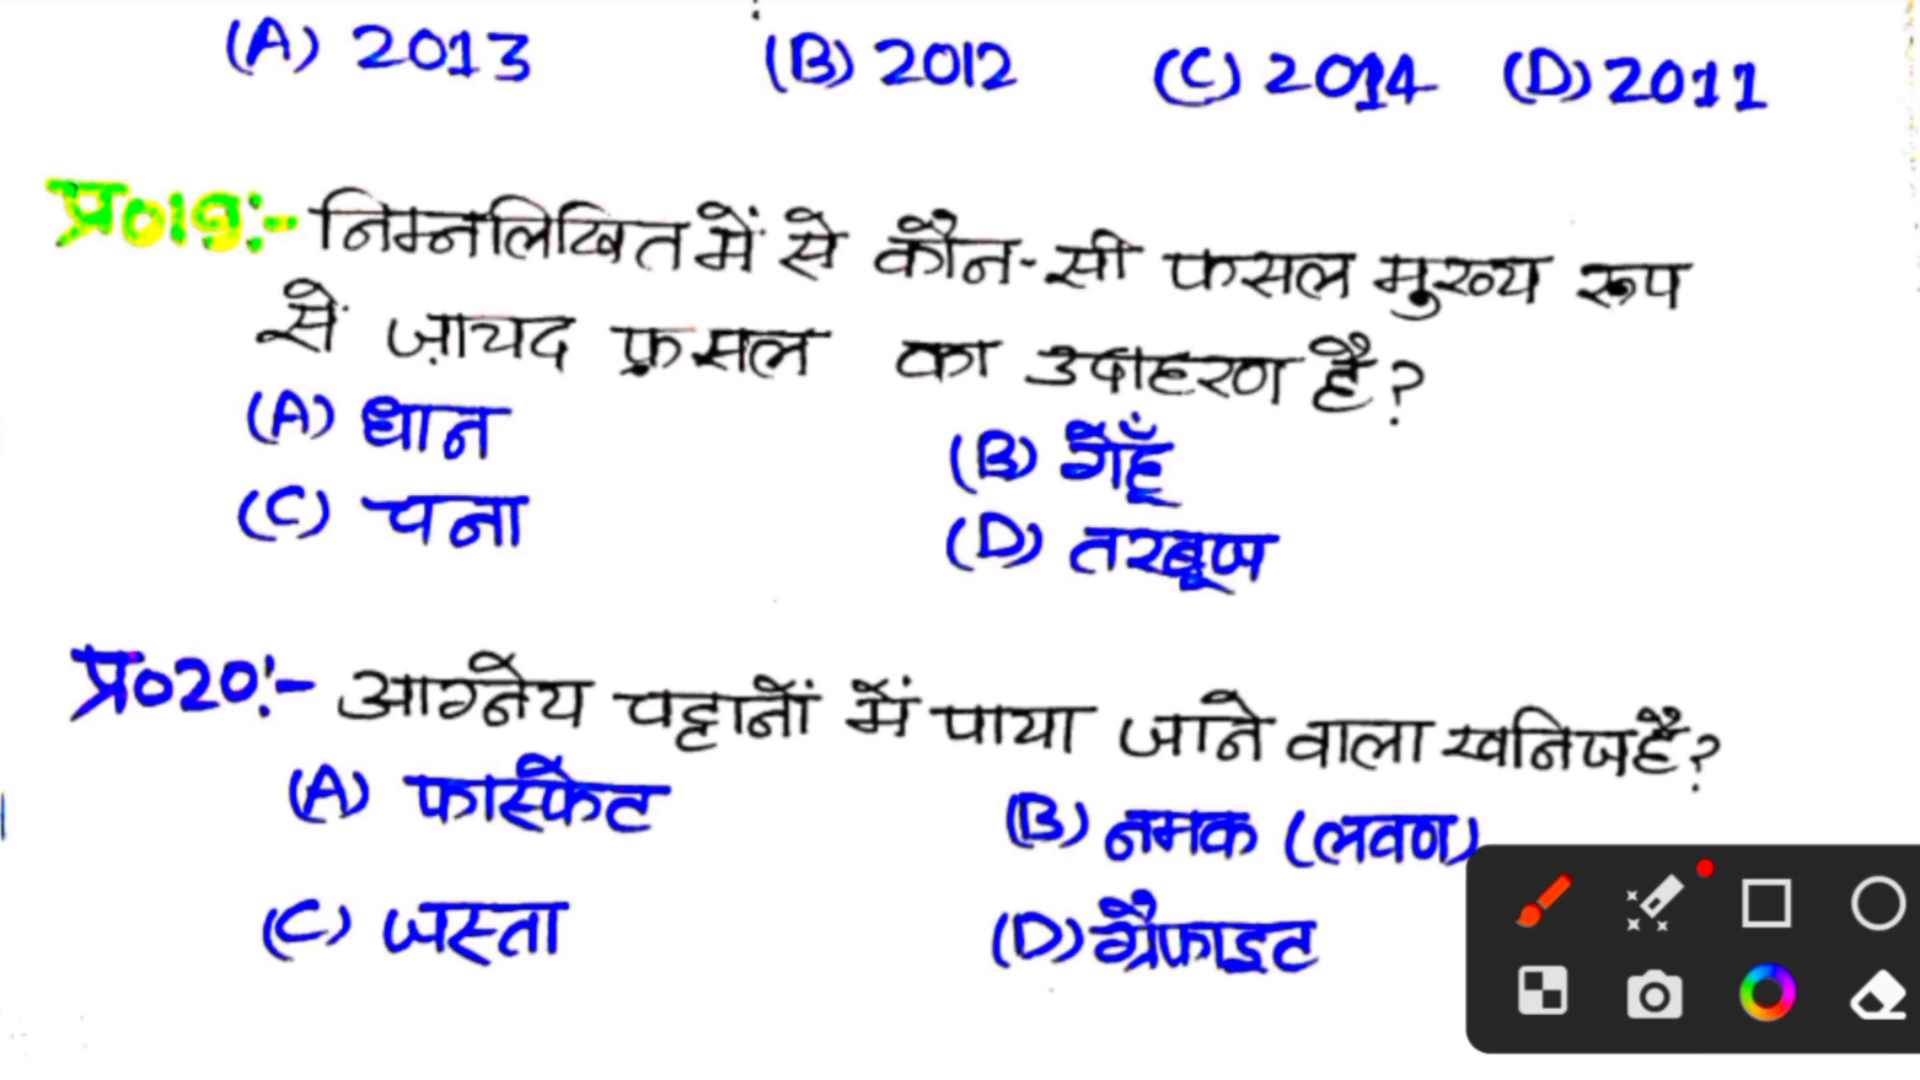 (A) 2013 (B) 2012 (C) 2014 (D) 2011
प्र019:- निम्नलिखित में से कौन-सी फसल मुख्य रूप
से ज़ायद फ़सल का उदाहरण है?
(A) धान (B) गेहूँ
(C) चना (D) तरबूज
प्र020:- आग्नेय चट्टानों में पाया जाने वाला खनिज है?
(A) फास्फेट (B) नमक (लवण)
(C) जस्ता (D) ग्रैफाइट